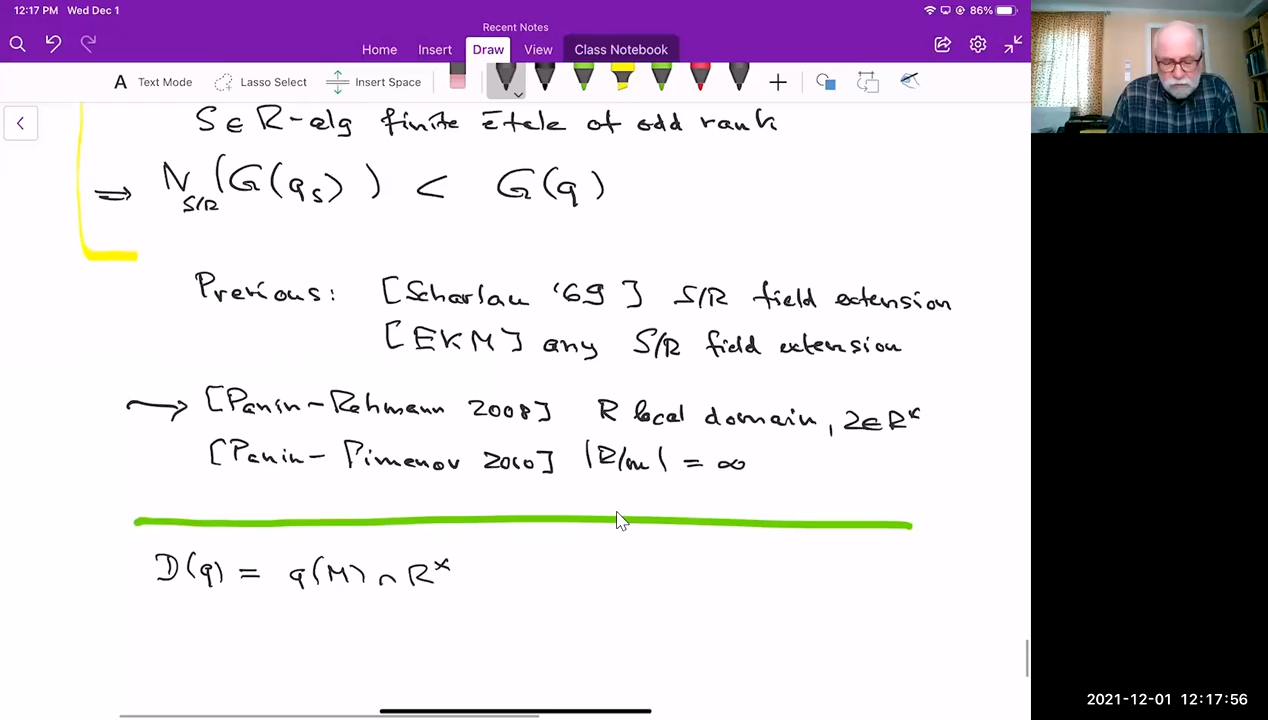 12:17 PM Wed Dec 1
86%
Recent Notes
Home Insert Draw View Class Notebook
A Text Mode Lasso Select Insert Space
S ∈ R-alg finite étale of odd rank
⇒ N_{S/R} (G(q_S)) < G(q)
Previous: [Scharlau '69] S/R field extension
[EKM] any S/R field extension
→ [Panin-Rehmann 2008] R local domain, 2 ∈ R^×
[Panin-Pimenov 2010] |R/m| = ∞
D(q) = q(M) ∩ R^×
2021-12-01 12:17:56